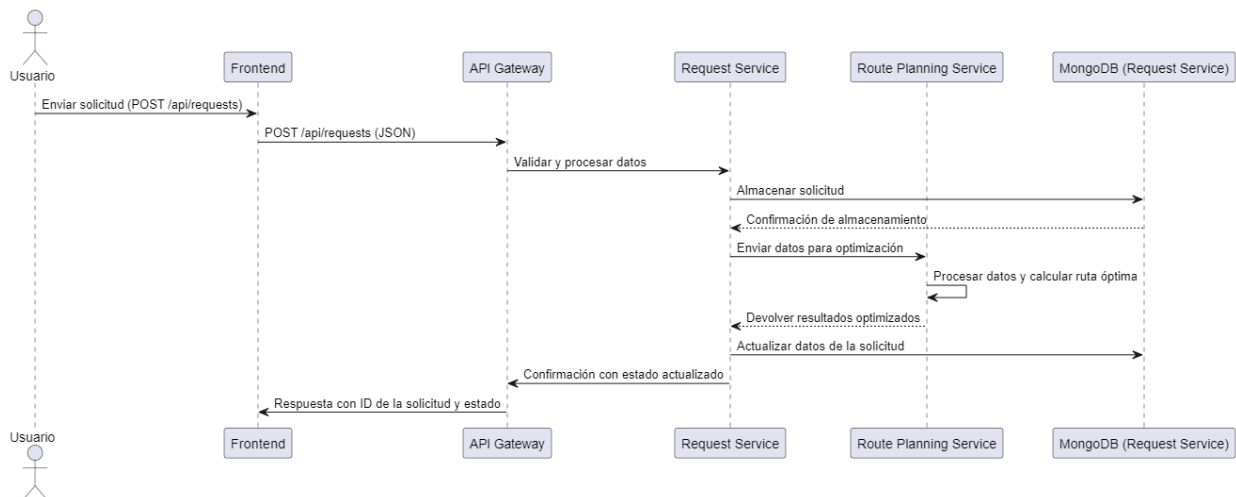 Usuario
Frontend
API Gateway
Request Service
Route Planning Service
MongoDB (Request Service)
Enviar solicitud (POST /api/requests)
POST /api/requests (JSON)
Validar y procesar datos
Almacenar solicitud
Confirmación de almacenamiento
Enviar datos para optimización
Procesar datos y calcular ruta óptima
Devolver resultados optimizados
Actualizar datos de la solicitud
Confirmación con estado actualizado
Respuesta con ID de la solicitud y estado
Usuario
Frontend
API Gateway
Request Service
Route Planning Service
MongoDB (Request Service)